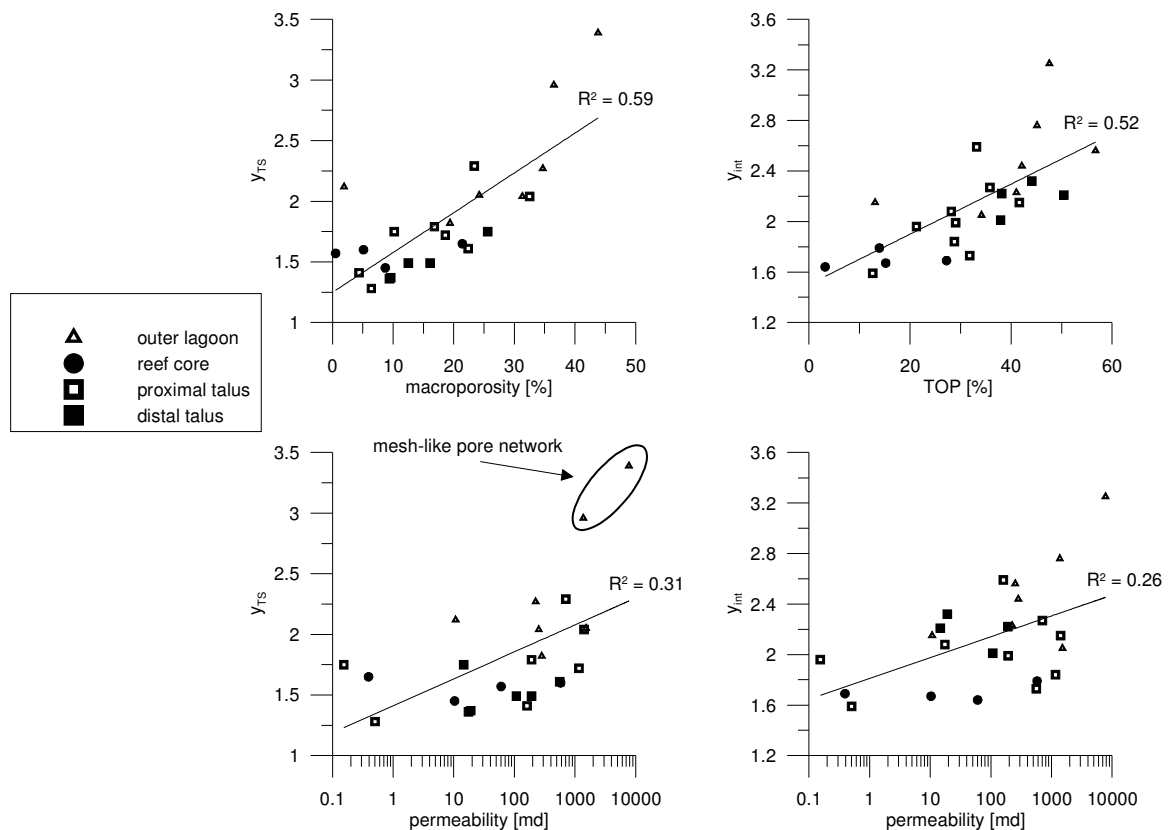 3.5
3
2.5
2
1.5
1
y_TS
R² = 0.59
0 10 20 30 40 50
macroporosity [%]
3.6
3.2
2.8
2.4
2
1.6
1.2
y_int
R² = 0.52
0 20 40 60
TOP [%]
outer lagoon
reef core
proximal talus
distal talus
mesh-like pore network
3.5
3
2.5
2
1.5
1
y_TS
R² = 0.31
0.1 1 10 100 1000 10000
permeability [md]
3.6
3.2
2.8
2.4
2
1.6
1.2
y_int
R² = 0.26
0.1 1 10 100 1000 10000
permeability [md]